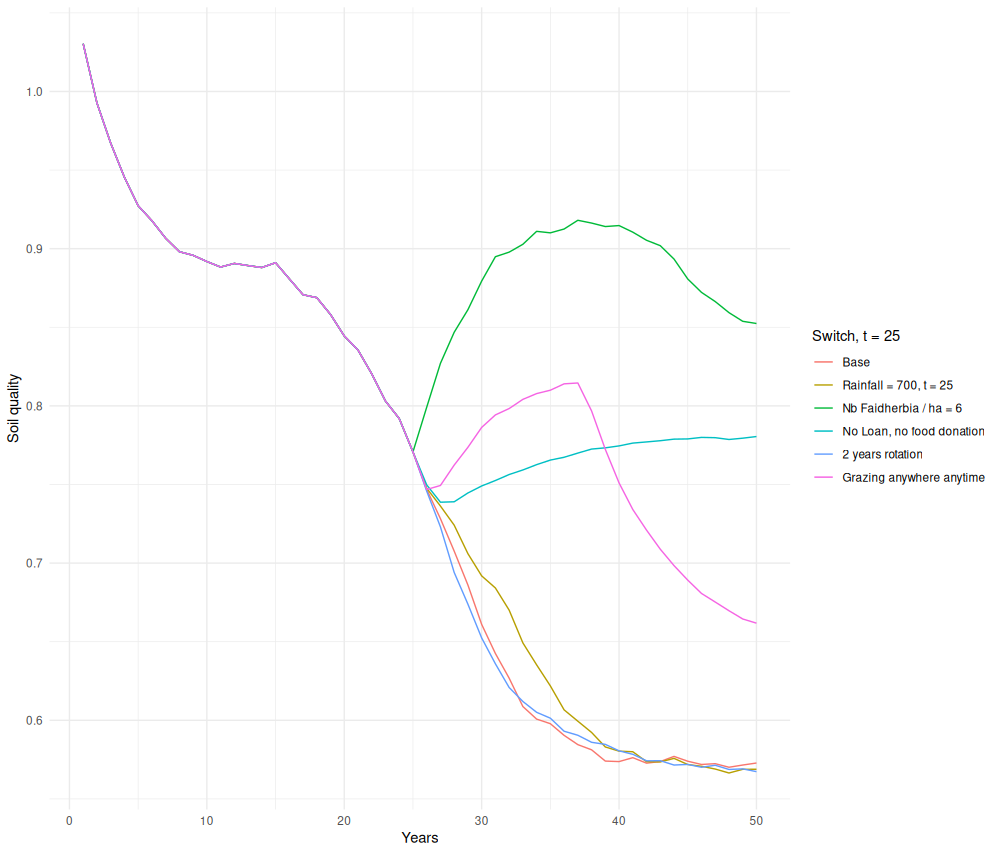 1.0
0.9
0.8
0.7
0.6
Soil quality
0 10 20 30 40 50
Years
Switch, t = 25
Base
Rainfall = 700, t = 25
Nb Faidherbia / ha = 6
No Loan, no food donation
2 years rotation
Grazing anywhere anytime